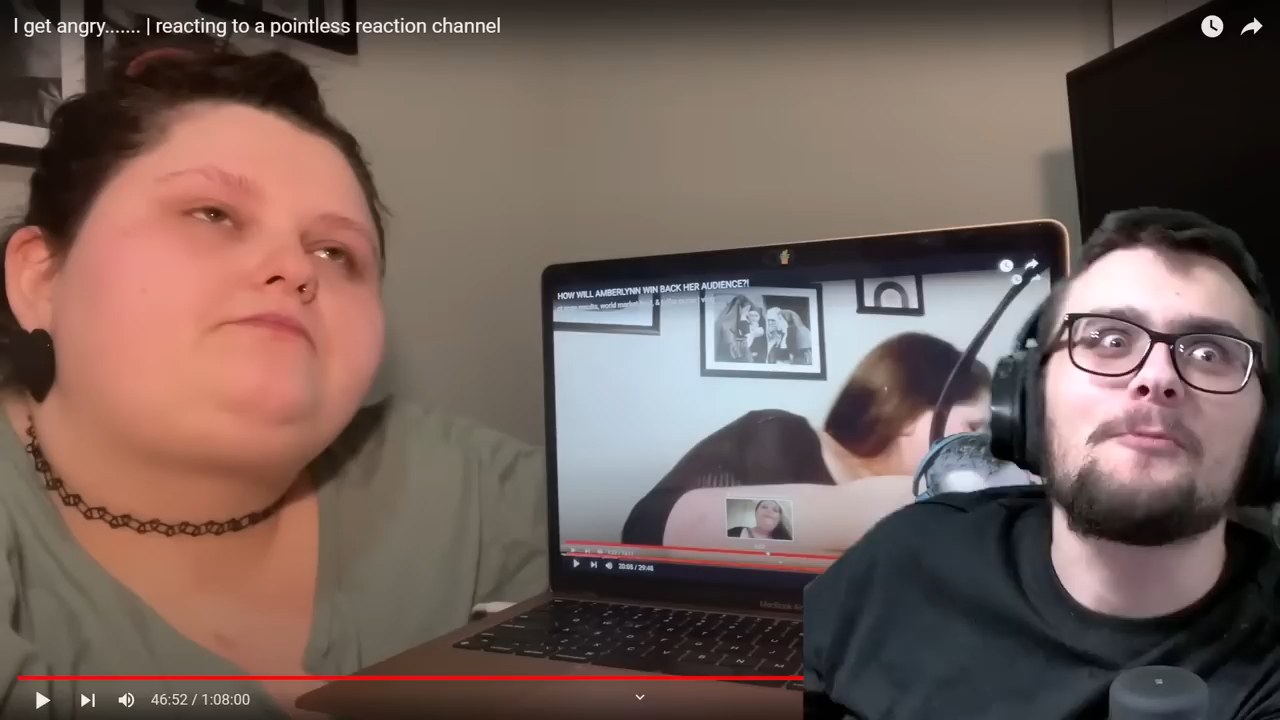 I get angry....... | reacting to a pointless reaction channel
HOW WILL AMBERLYNN WIN BACK HER AUDIENCE?!
20:06 / 29:46
MacBook
46:52 / 1:08:00